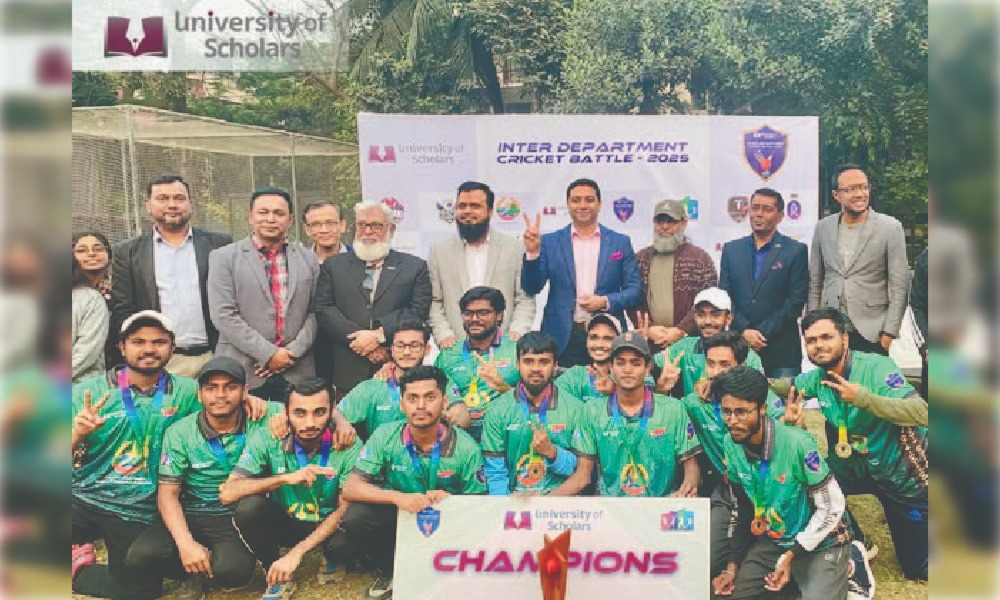 University of
Scholars
University of
Scholars
INTER DEPARTMENT
CRICKET BATTLE - 2025
University of
Scholars
CHAMPIONS